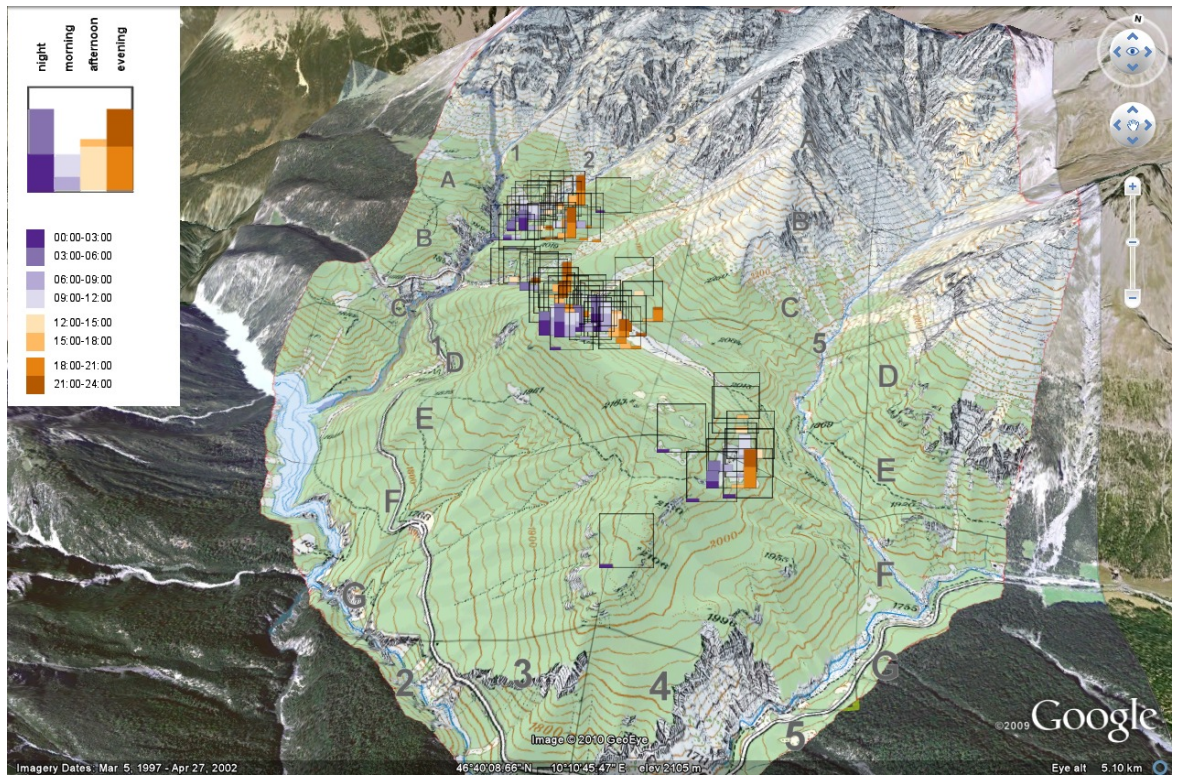 night
morning
afternoon
evening
00:00-03:00
03:00-06:00
06:00-09:00
09:00-12:00
12:00-15:00
15:00-18:00
18:00-21:00
21:00-24:00
N
1
2
3
4
A
B
B
C
C
5
1
D
D
E
E
F
F
G
G
2
3
4
5
2000
1755
©2009 Google
Image © 2010 GeoEye
Imagery Dates: Mar 5, 1997 - Apr 27, 2002
46°40'08.66" N 10°10'45.47" E elev 2105 m
Eye alt 5.10 km